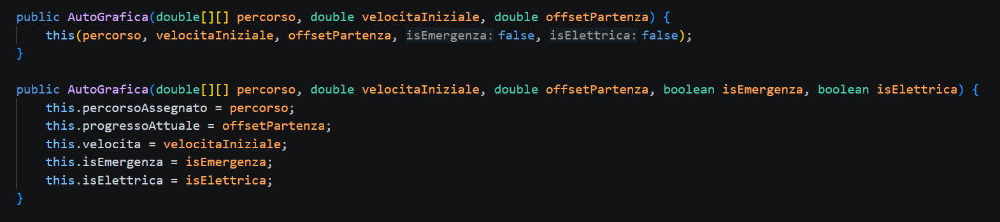 public AutoGrafica(double[][] percorso, double velocitaIniziale, double offsetPartenza) {
this(percorso, velocitaIniziale, offsetPartenza, isEmergenza: false, isElettrica: false);
}
public AutoGrafica(double[][] percorso, double velocitaIniziale, double offsetPartenza, boolean isEmergenza, boolean isElettrica) {
this.percorsoAssegnato = percorso;
this.progressoAttuale = offsetPartenza;
this.velocita = velocitaIniziale;
this.isEmergenza = isEmergenza;
this.isElettrica = isElettrica;
}